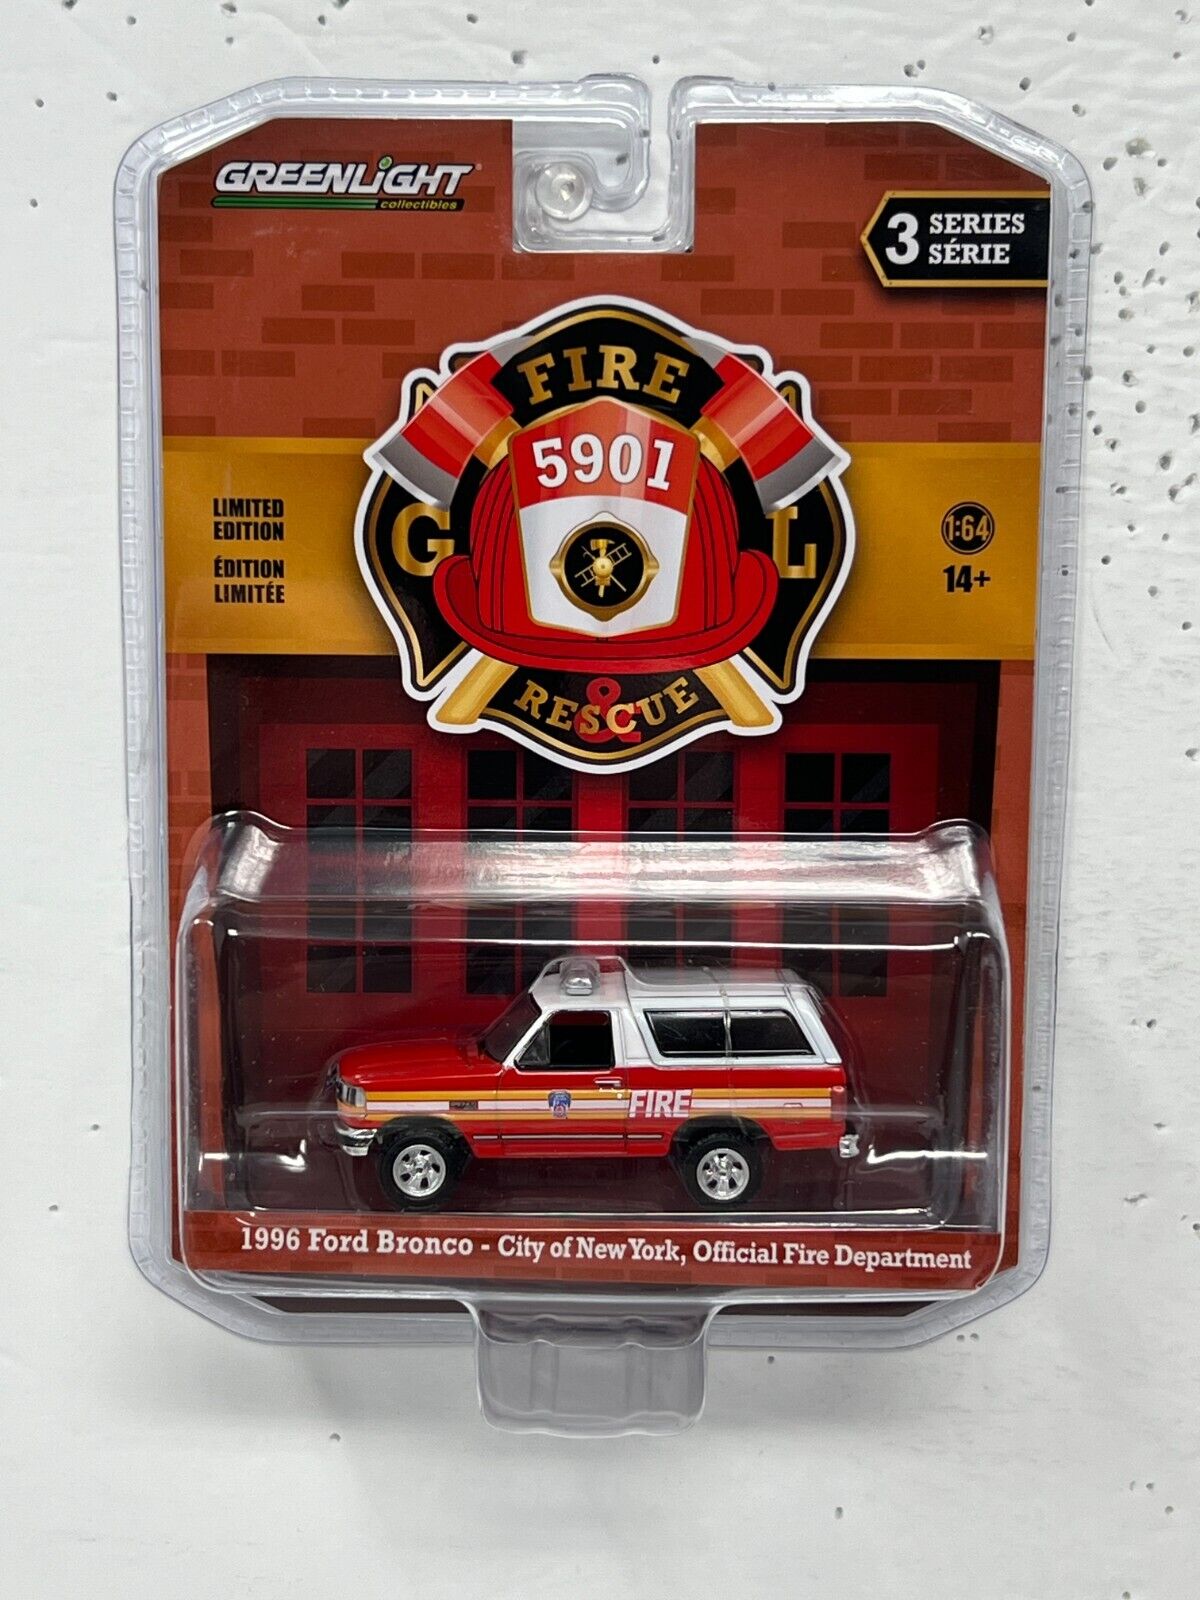 GREENLiGHT
collectibles
3 SERIES
SÉRIE
FIRE
5901
G L
& RESCUE
LIMITED
EDITION
ÉDITION
LIMITÉE
1:64
14+
FIRE
1996 Ford Bronco - City of New York, Official Fire Department